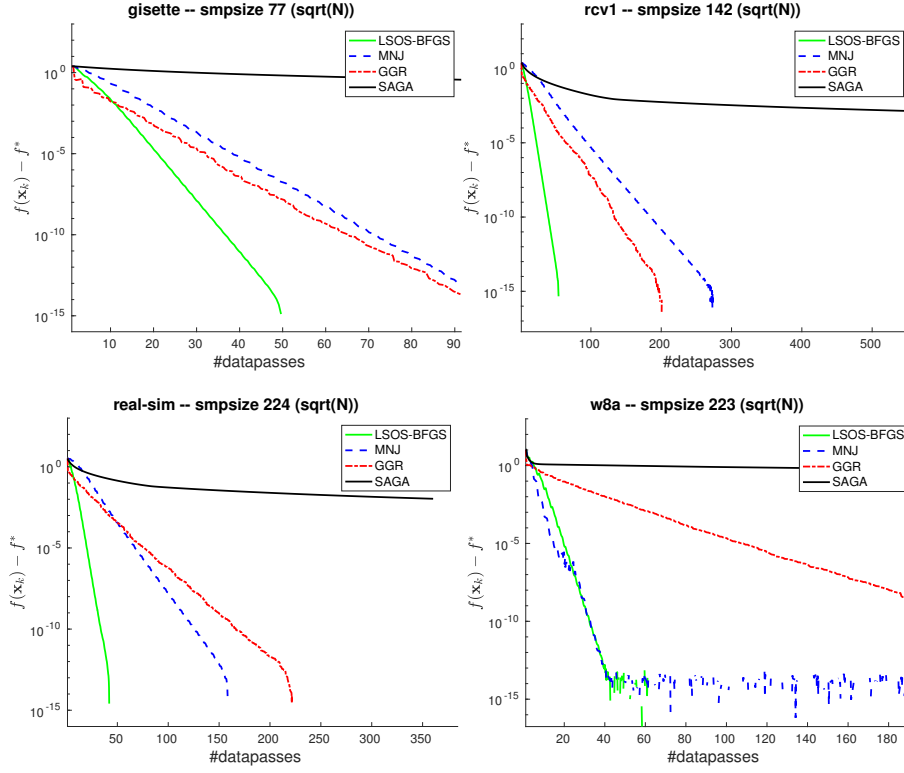 gisette -- smpsize 77 (sqrt(N))
LSOS-BFGS
MNJ
GGR
SAGA
10^0
10^-5
10^-10
10^-15
f(x_k) − f*
10 20 30 40 50 60 70 80 90
#datapasses
rcv1 -- smpsize 142 (sqrt(N))
LSOS-BFGS
MNJ
GGR
SAGA
10^0
10^-5
10^-10
10^-15
f(x_k) − f*
100 200 300 400 500
#datapasses
real-sim -- smpsize 224 (sqrt(N))
LSOS-BFGS
MNJ
GGR
SAGA
10^0
10^-5
10^-10
10^-15
f(x_k) − f*
50 100 150 200 250 300 350
#datapasses
w8a -- smpsize 223 (sqrt(N))
LSOS-BFGS
MNJ
GGR
SAGA
10^0
10^-5
10^-10
10^-15
f(x_k) − f*
20 40 60 80 100 120 140 160 180
#datapasses